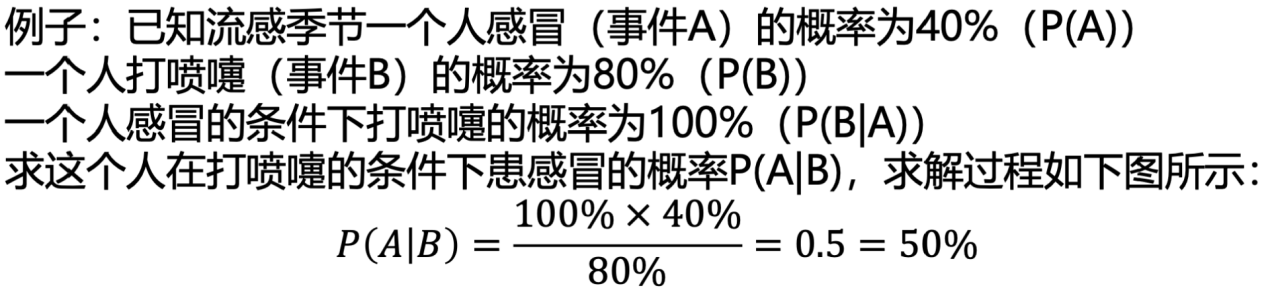 例子：已知流感季节一个人感冒（事件A）的概率为40%（P(A)）
一个人打喷嚏（事件B）的概率为80%（P(B)）
一个人感冒的条件下打喷嚏的概率为100%（P(B|A)）
求这个人在打喷嚏的条件下患感冒的概率P(A|B)，求解过程如下图所示：
P(A|B) = \frac{100% × 40%}{80%} = 0.5 = 50%